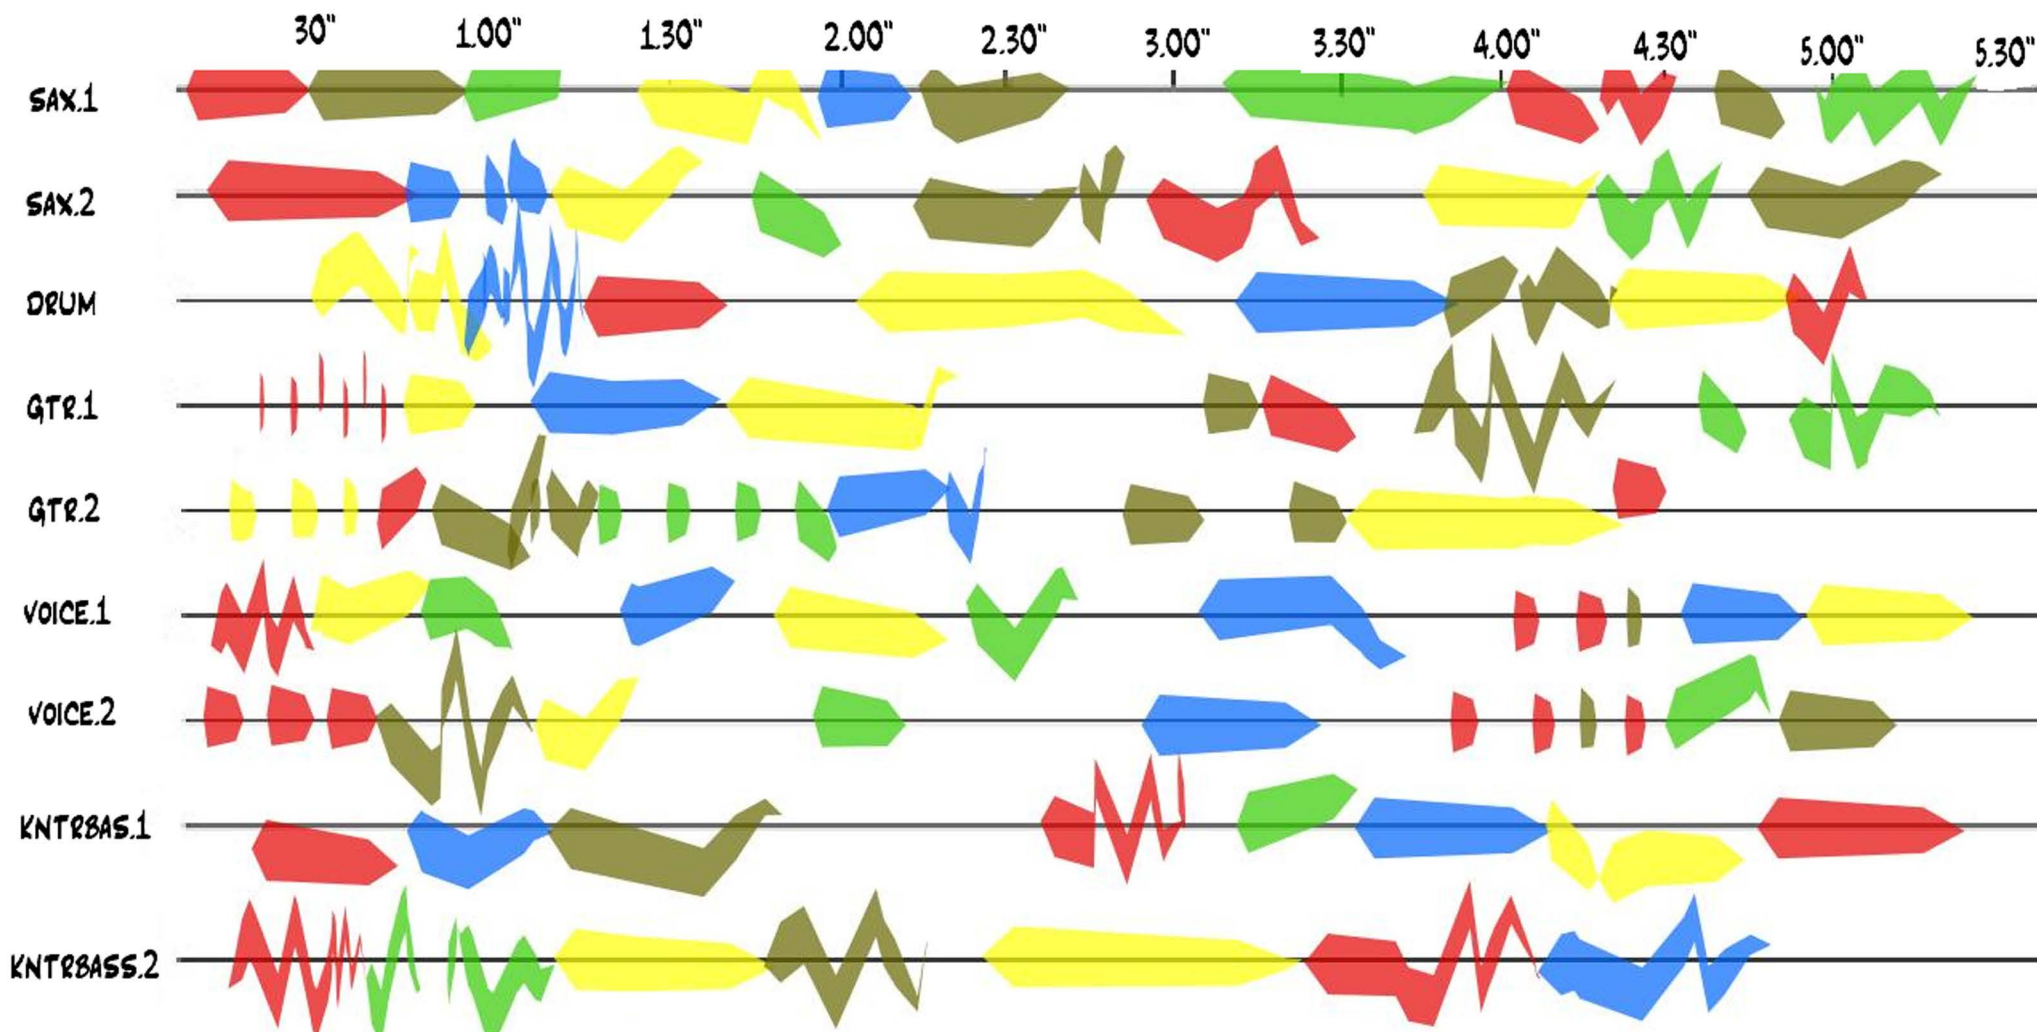 30" 1.00" 1.30" 2.00" 2.30" 3.00" 3.30" 4.00" 4.30" 5.00" 5.30"
SAX.1
SAX.2
DRUM
GTR.1
GTR.2
VOICE.1
VOICE.2
KNTRBAS.1
KNTRBASS.2